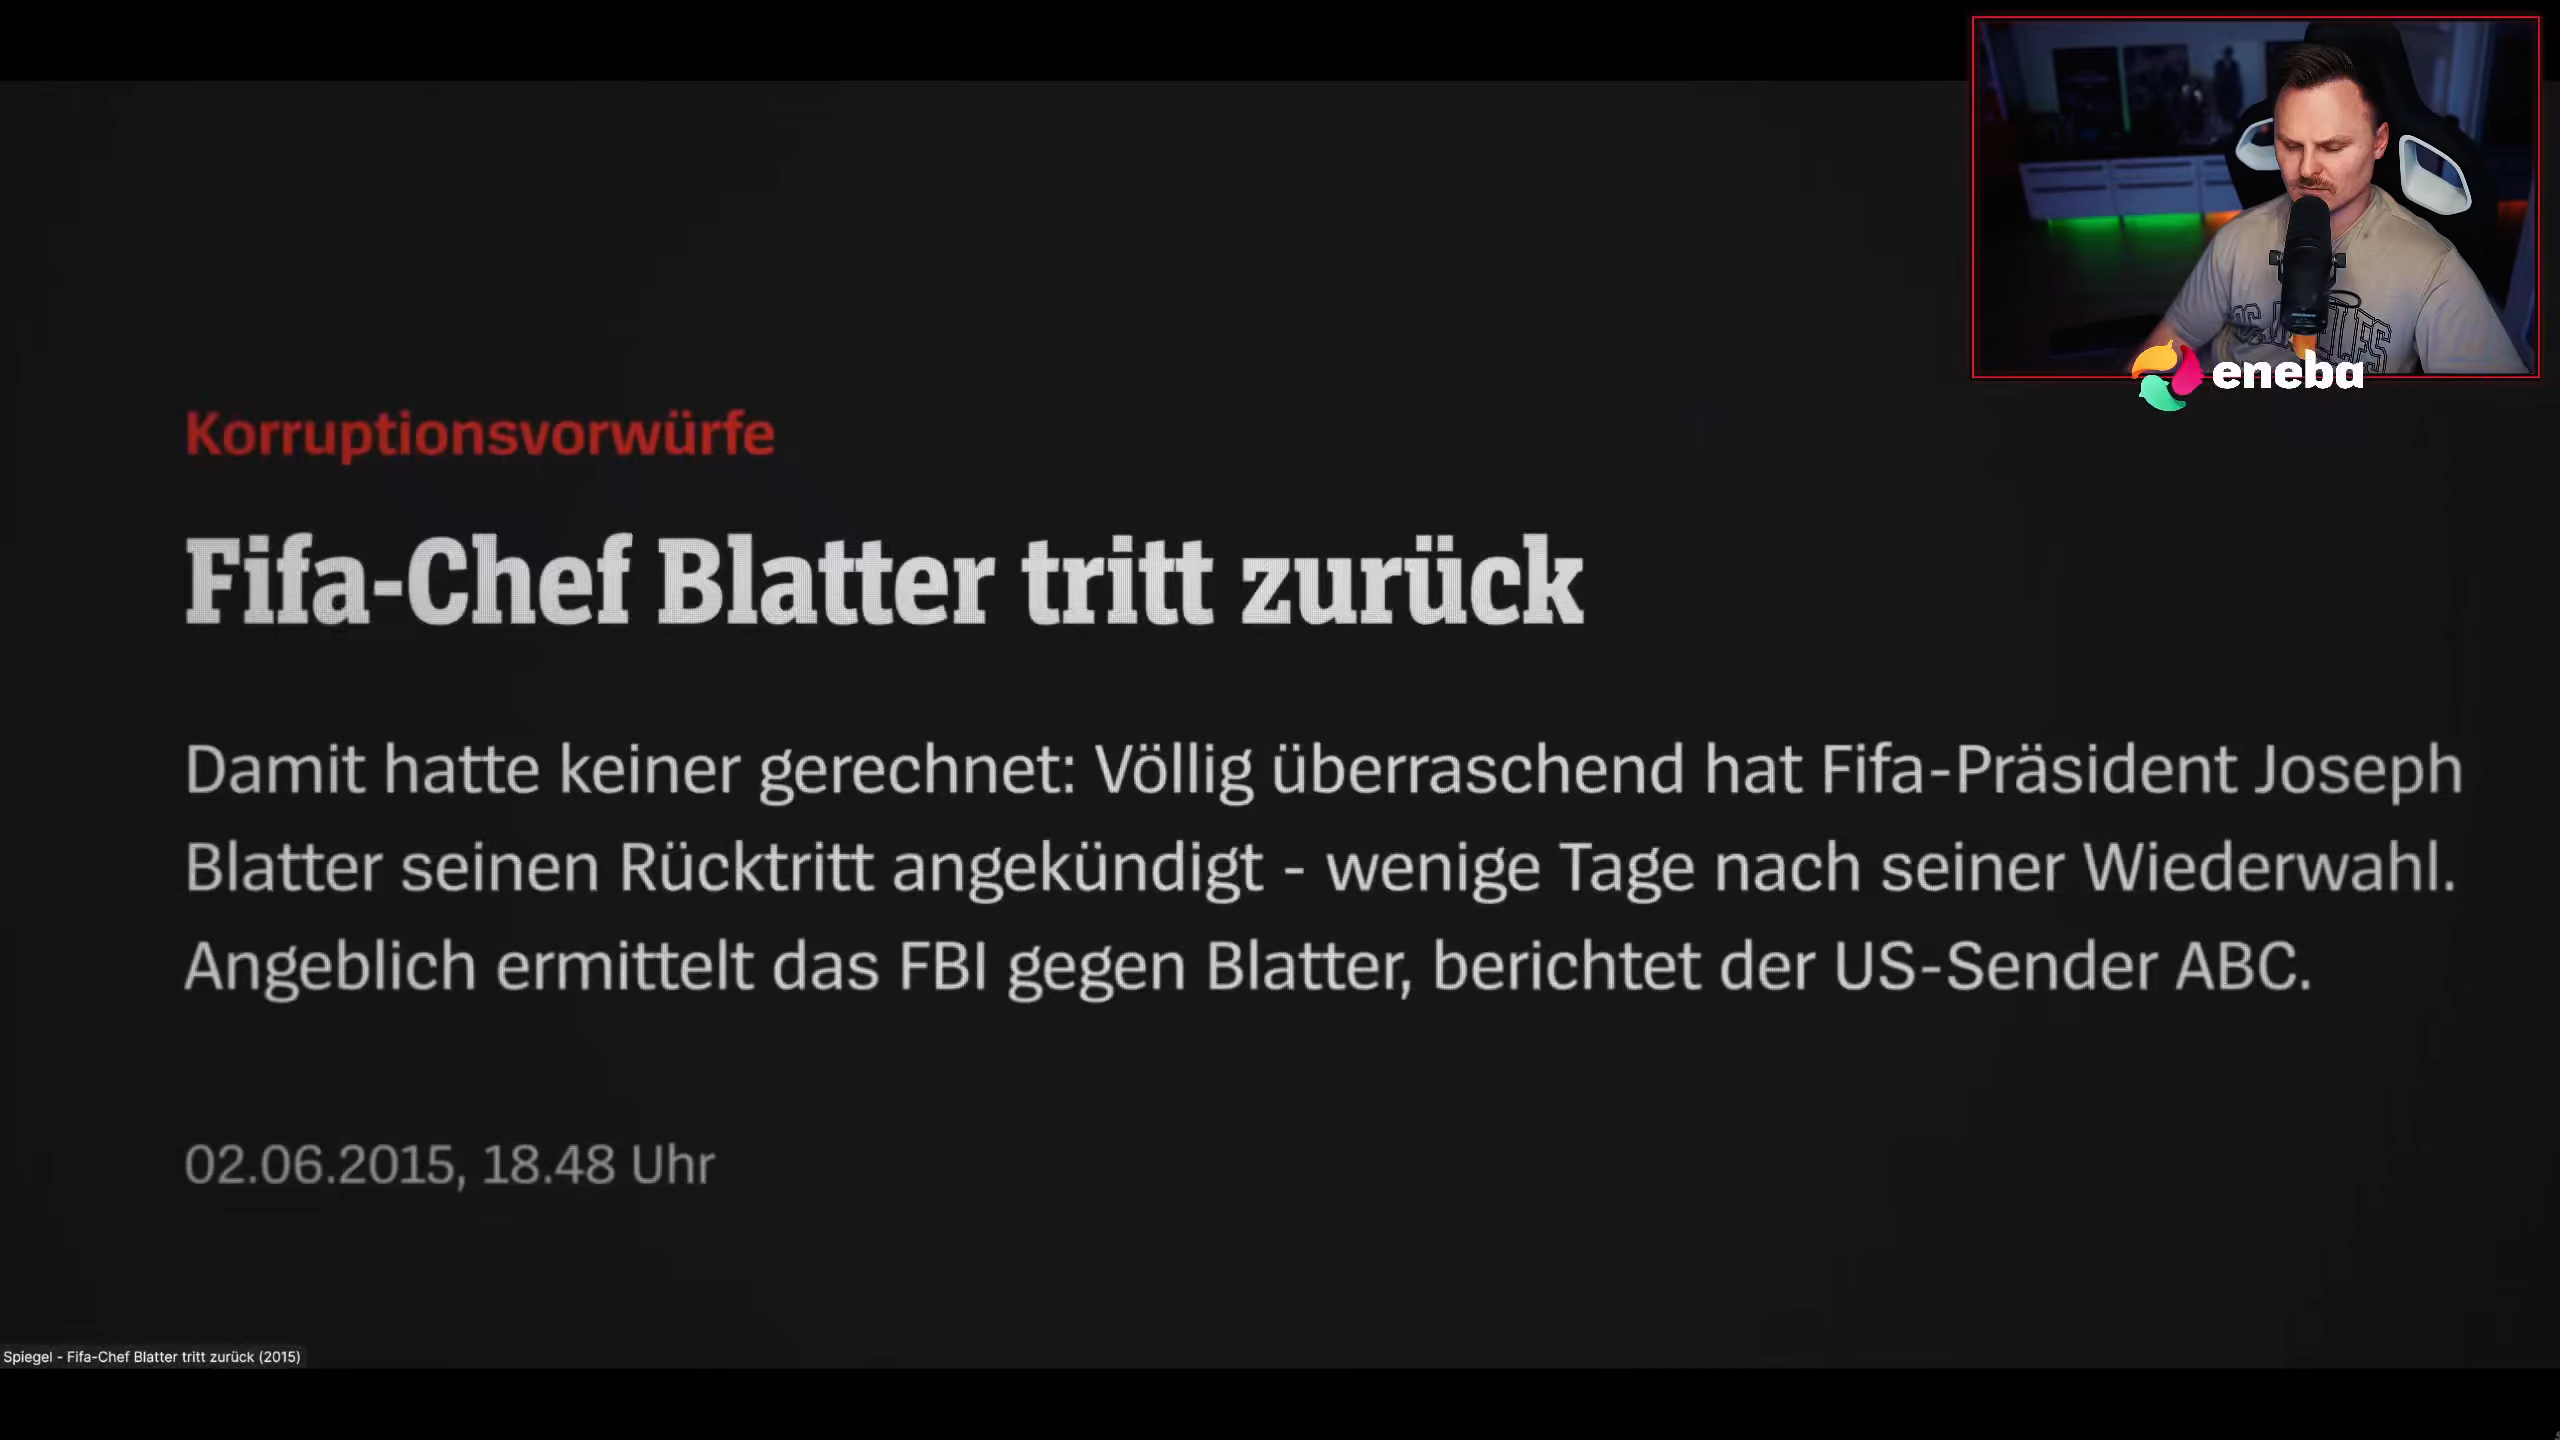 eneba
Korruptionsvorwürfe
Fifa-Chef Blatter tritt zurück
Damit hatte keiner gerechnet: Völlig überraschend hat Fifa-Präsident Joseph
Blatter seinen Rücktritt angekündigt - wenige Tage nach seiner Wiederwahl.
Angeblich ermittelt das FBI gegen Blatter, berichtet der US-Sender ABC.
02.06.2015, 18.48 Uhr
Spiegel - Fifa-Chef Blatter tritt zurück (2015)